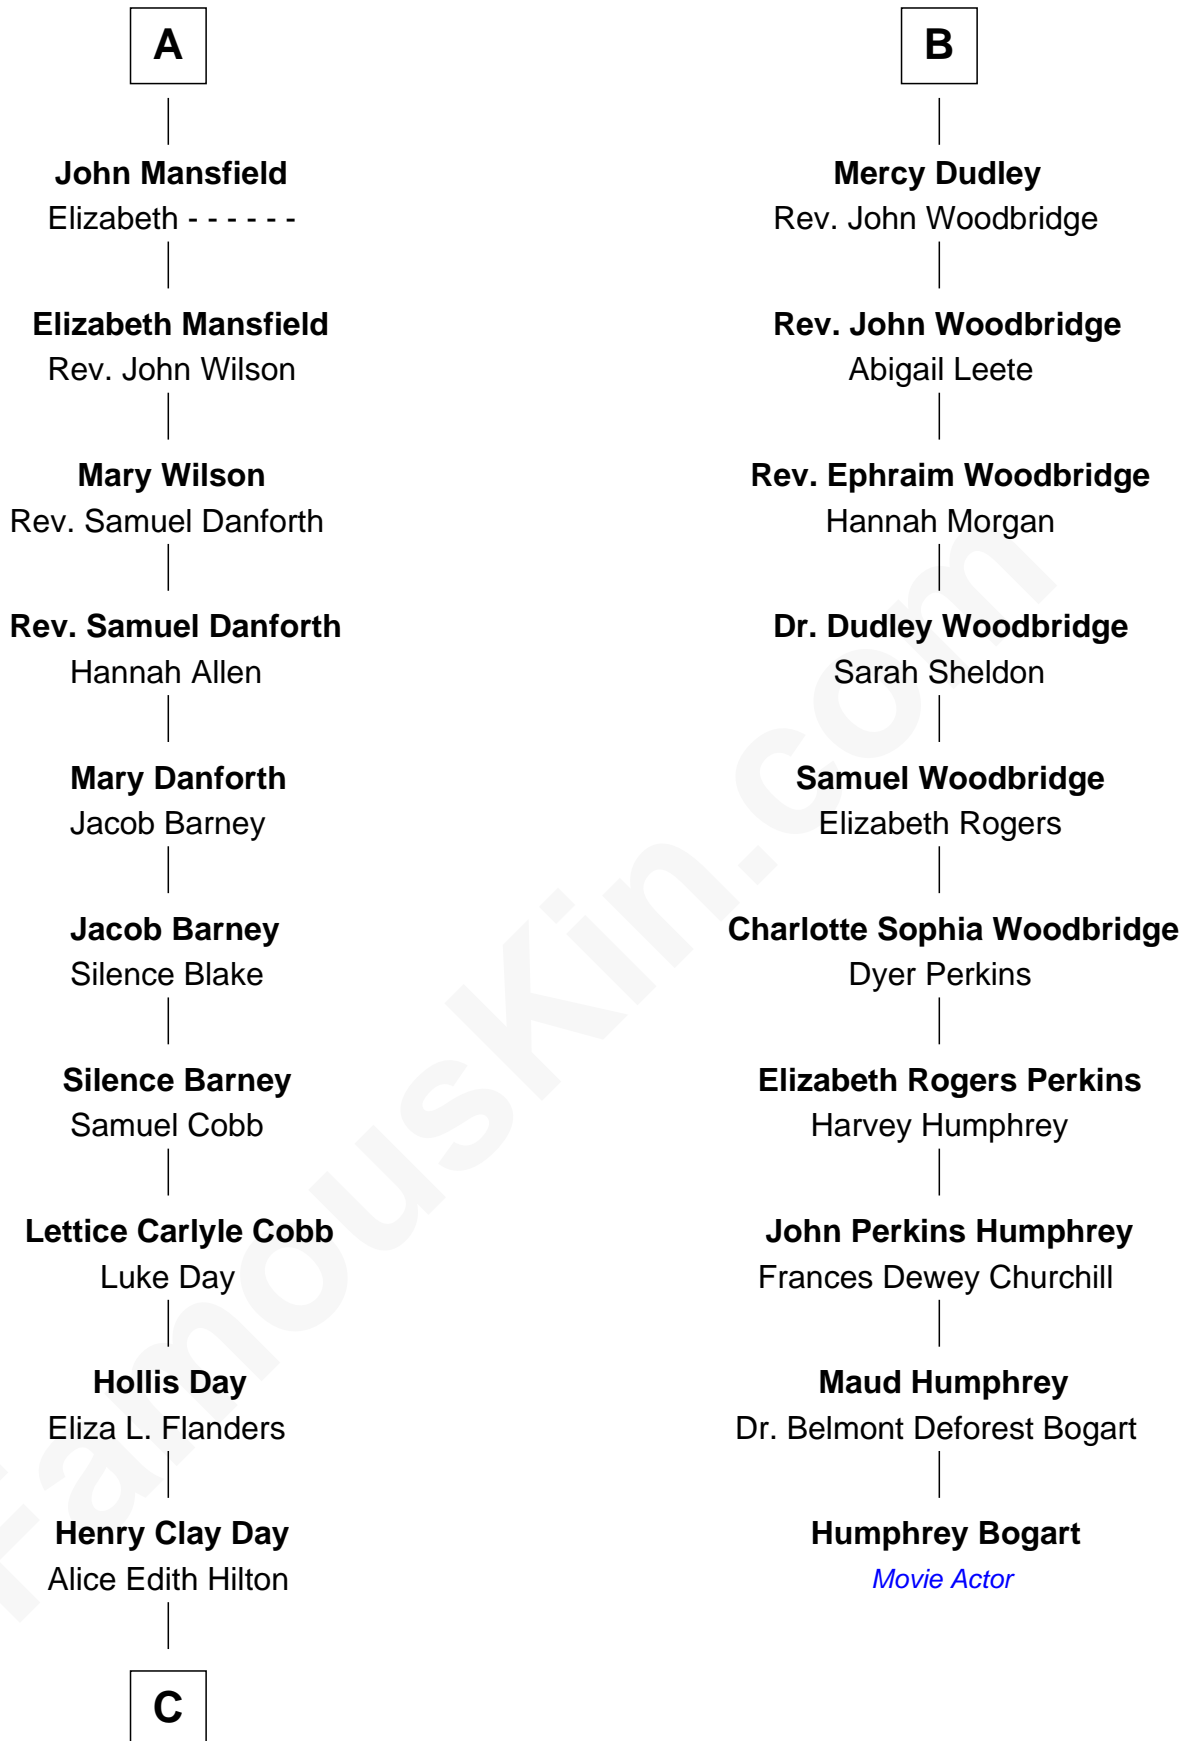 A
John Mansfield
Elizabeth - - - - - -
Elizabeth Mansfield
Rev. John Wilson
Mary Wilson
Rev. Samuel Danforth
Rev. Samuel Danforth
Hannah Allen
Mary Danforth
Jacob Barney
Jacob Barney
Silence Blake
Silence Barney
Samuel Cobb
Lettice Carlyle Cobb
Luke Day
Hollis Day
Eliza L. Flanders
Henry Clay Day
Alice Edith Hilton
C
B
Mercy Dudley
Rev. John Woodbridge
Rev. John Woodbridge
Abigail Leete
Rev. Ephraim Woodbridge
Hannah Morgan
Dr. Dudley Woodbridge
Sarah Sheldon
Samuel Woodbridge
Elizabeth Rogers
Charlotte Sophia Woodbridge
Dyer Perkins
Elizabeth Rogers Perkins
Harvey Humphrey
John Perkins Humphrey
Frances Dewey Churchill
Maud Humphrey
Dr. Belmont Deforest Bogart
Humphrey Bogart
Movie Actor
FamousKin.com